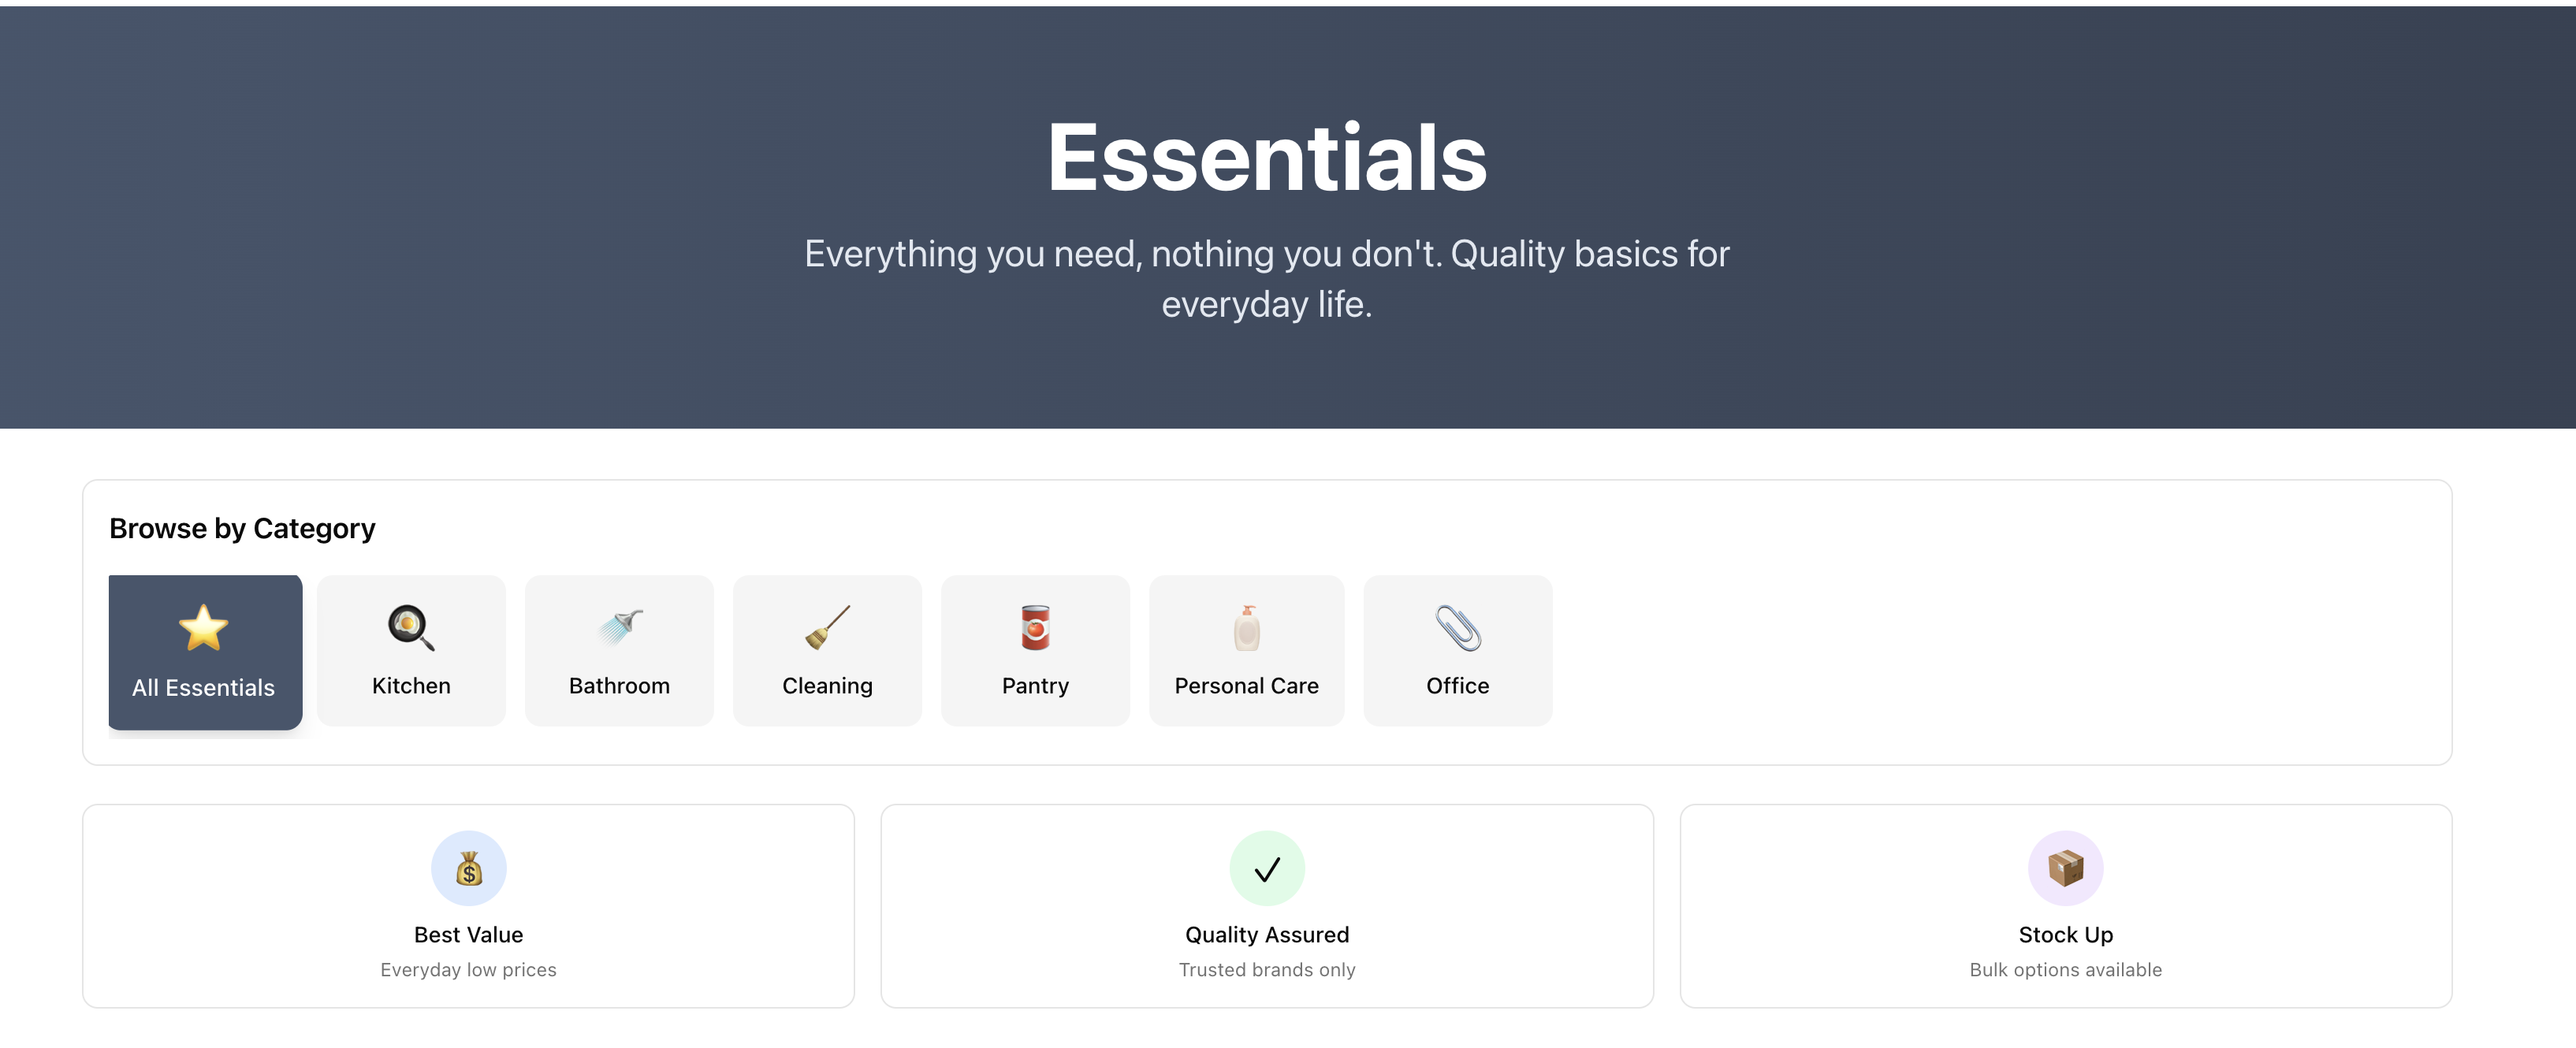 Essentials
Everything you need, nothing you don't. Quality basics for
everyday life.
Browse by Category
All Essentials
Kitchen
Bathroom
Cleaning
Pantry
Personal Care
Office
Best Value
Everyday low prices
Quality Assured
Trusted brands only
Stock Up
Bulk options available